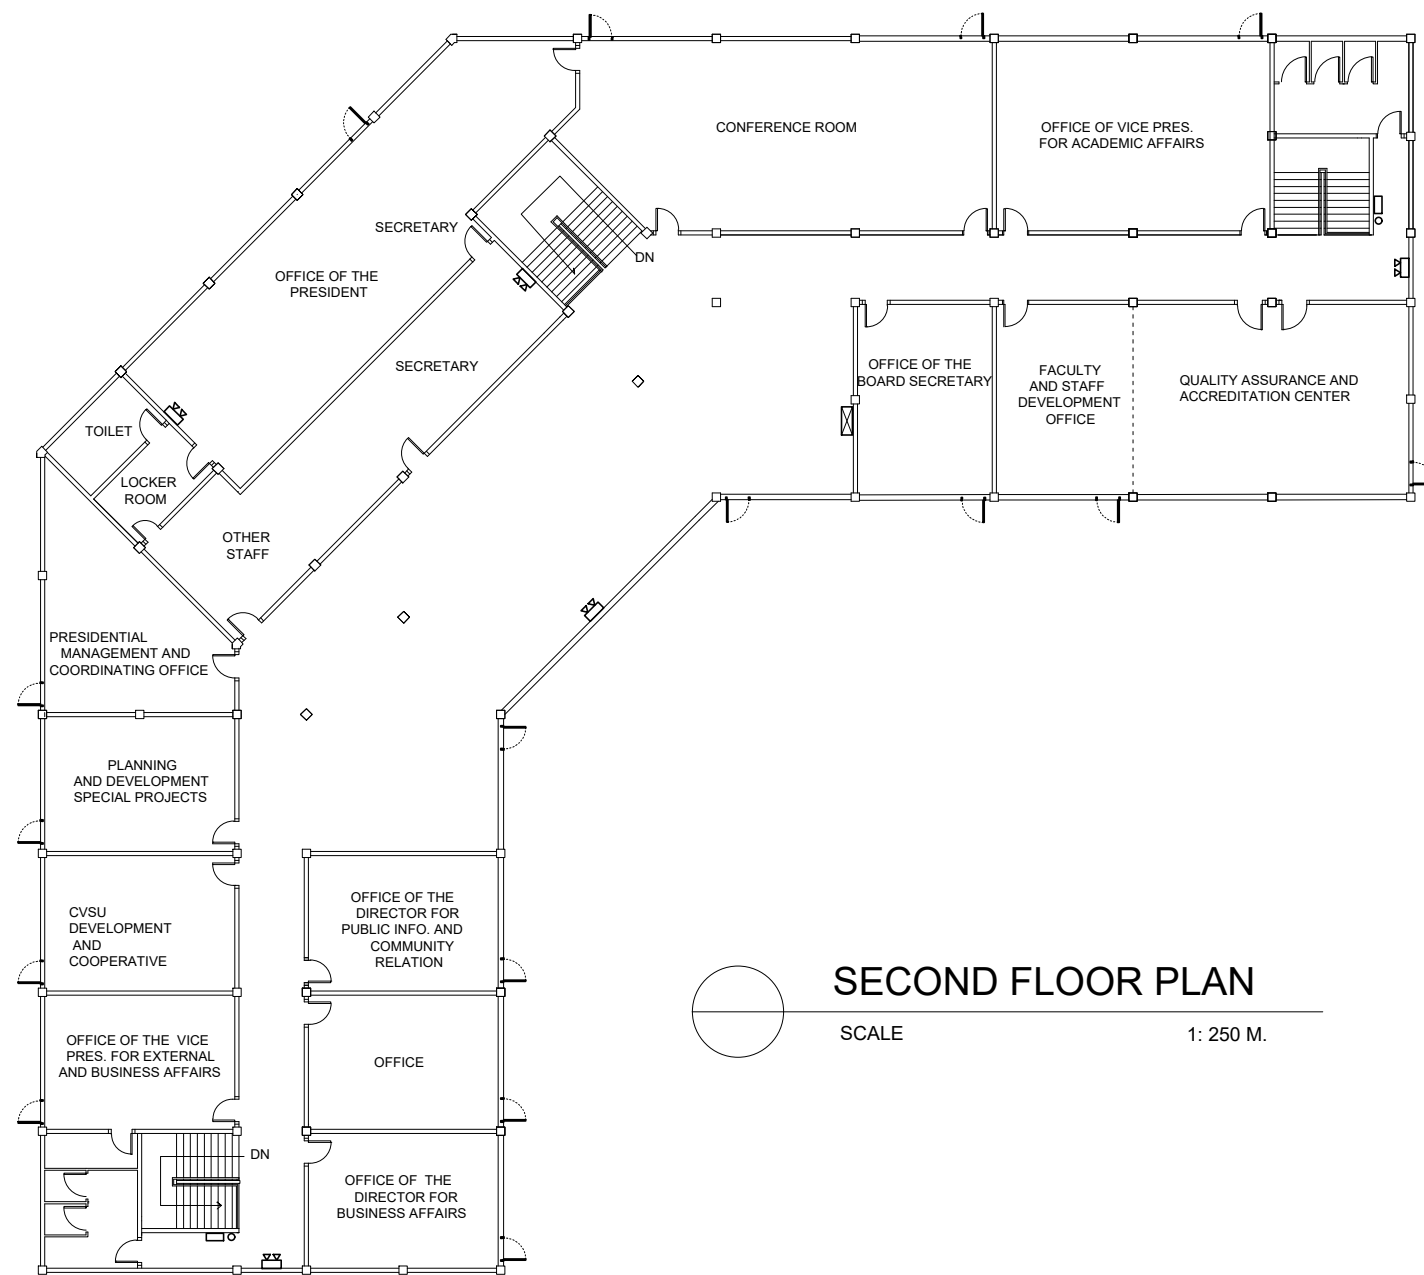 CONFERENCE ROOM
OFFICE OF VICE PRES.
FOR ACADEMIC AFFAIRS
SECRETARY
DN
OFFICE OF THE
PRESIDENT
SECRETARY
OFFICE OF THE
BOARD SECRETARY
FACULTY
AND STAFF
DEVELOPMENT
OFFICE
QUALITY ASSURANCE AND
ACCREDITATION CENTER
TOILET
LOCKER
ROOM
OTHER
STAFF
PRESIDENTIAL
MANAGEMENT AND
COORDINATING OFFICE
PLANNING
AND DEVELOPMENT
SPECIAL PROJECTS
CVSU
DEVELOPMENT
AND
COOPERATIVE
OFFICE OF THE
DIRECTOR FOR
PUBLIC INFO. AND
COMMUNITY
RELATION
OFFICE OF THE VICE
PRES. FOR EXTERNAL
AND BUSINESS AFFAIRS
OFFICE
DN
OFFICE OF THE
DIRECTOR FOR
BUSINESS AFFAIRS
SECOND FLOOR PLAN
SCALE 1: 250 M.